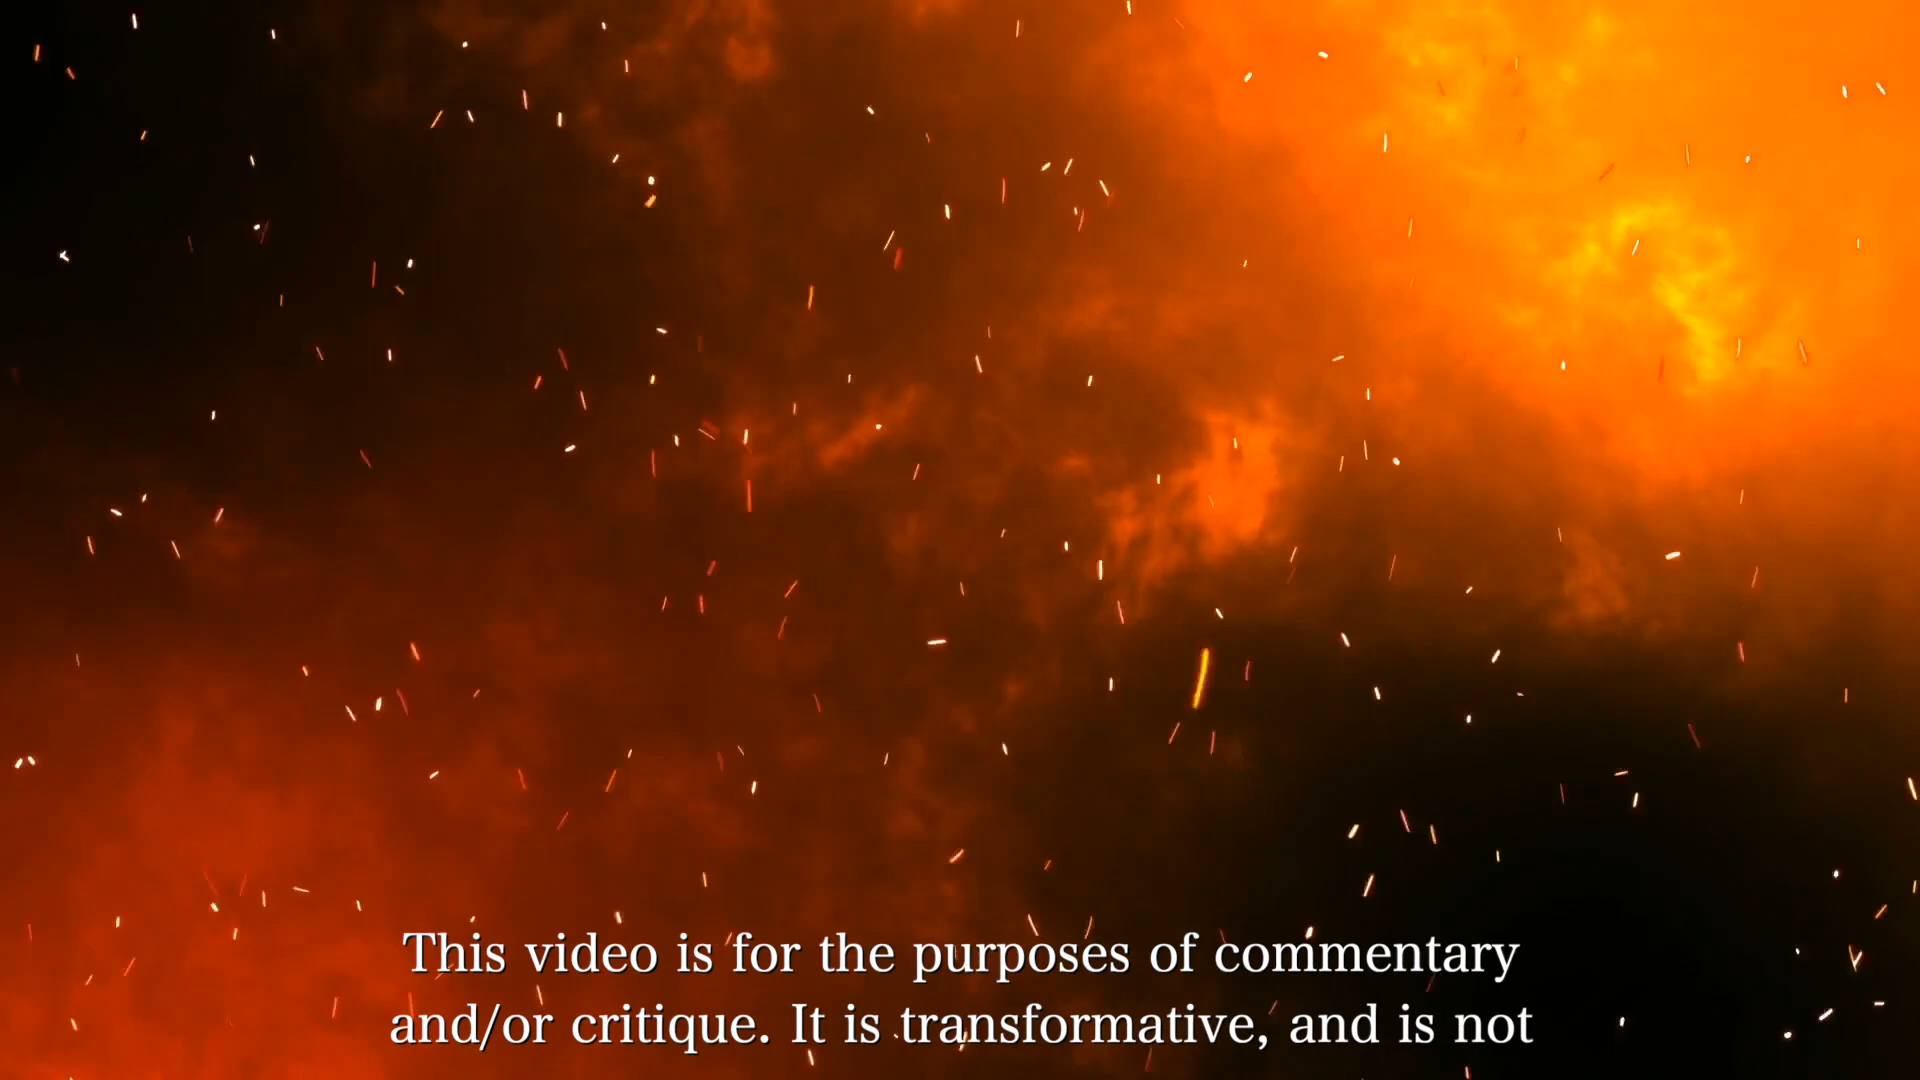 This video is for the purposes of commentary
and/or critique. It is transformative, and is not